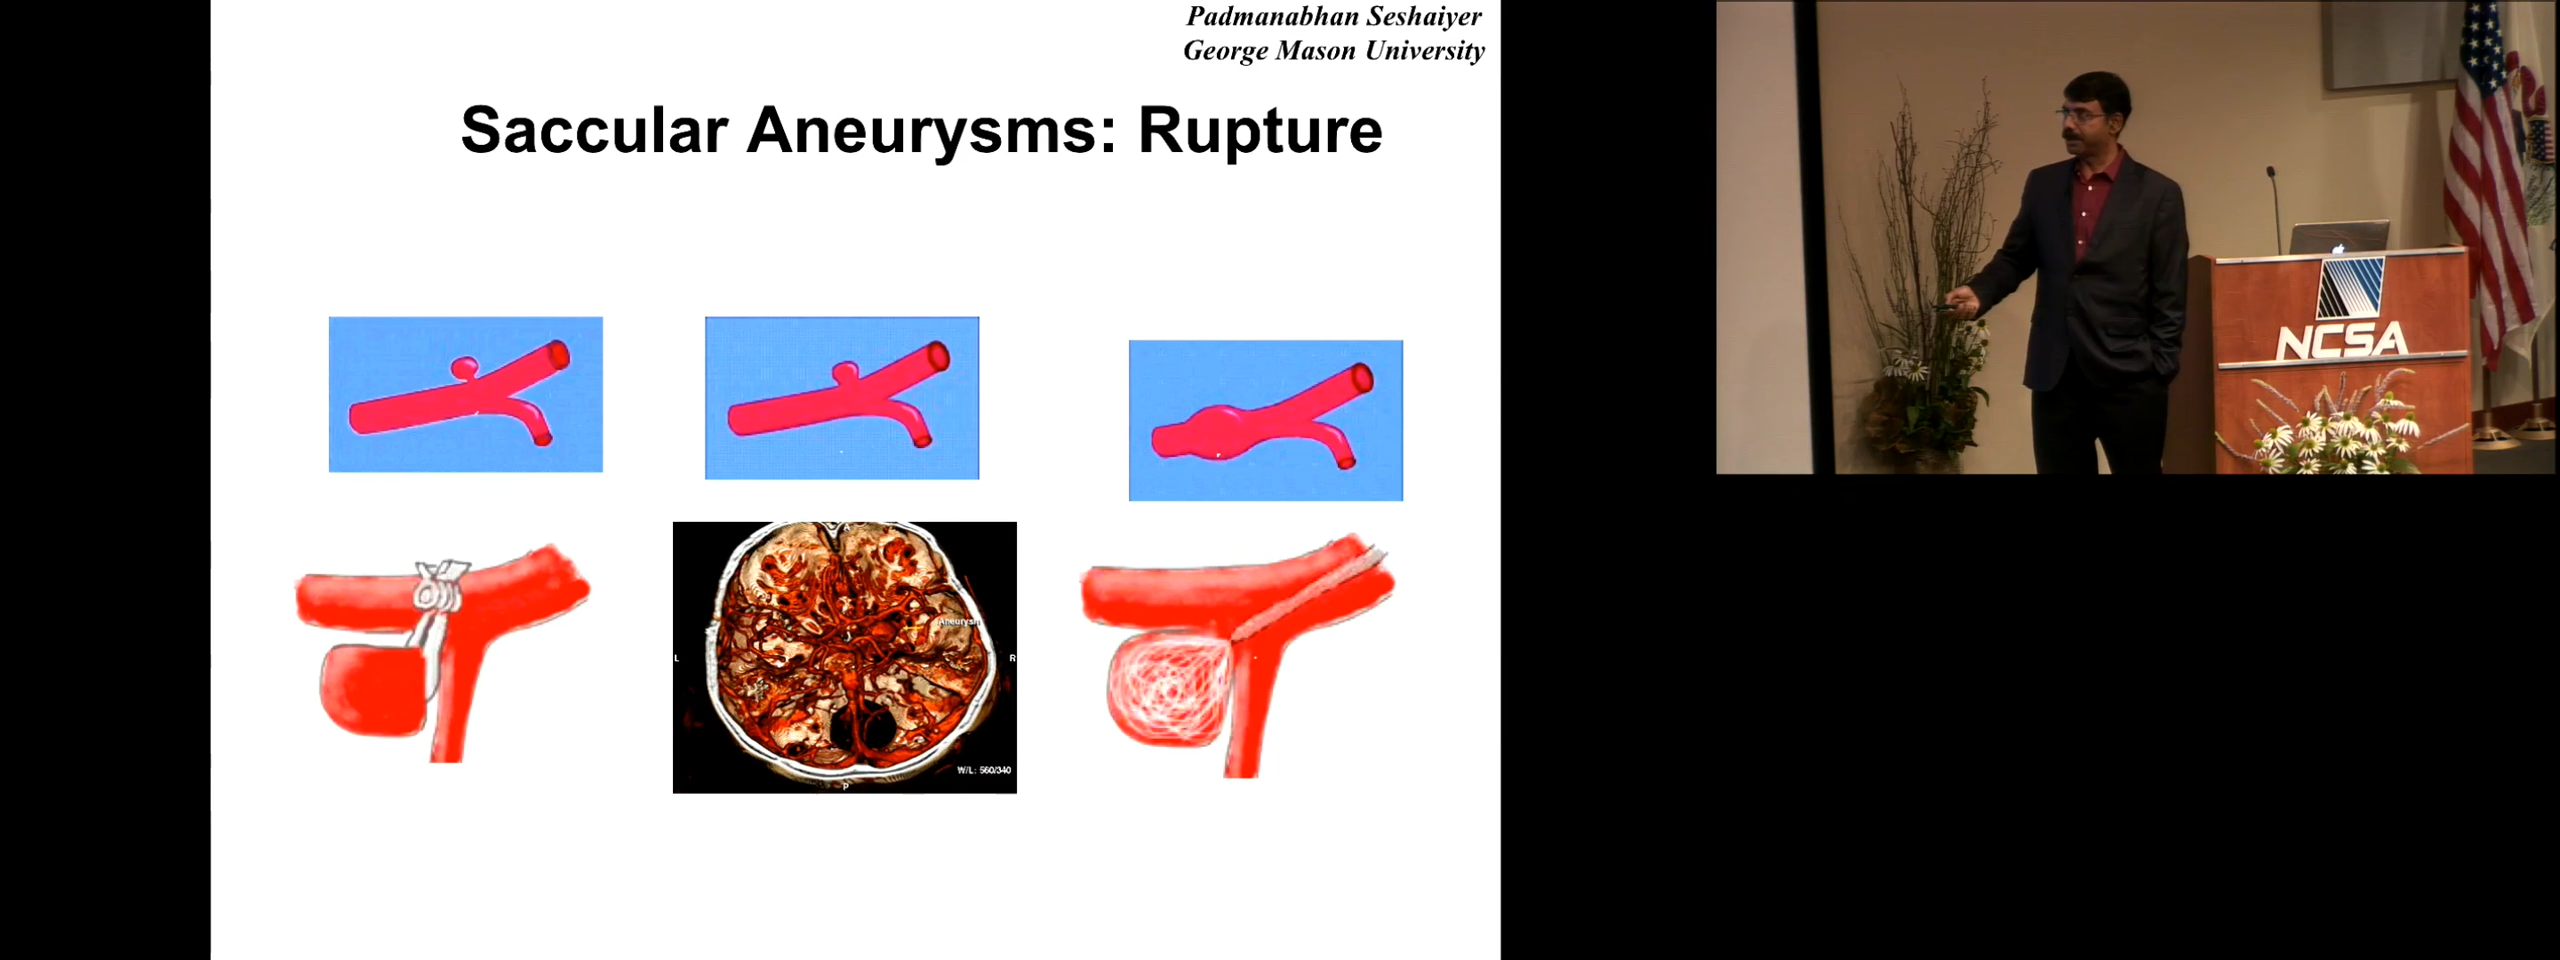 Padmanabhan Seshaiyer
George Mason University
Saccular Aneurysms: Rupture
A
Aneurysm
L
R
W/L: 560/340
P
NCSA